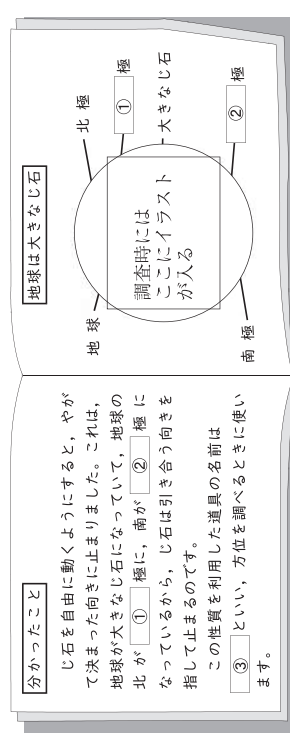 分かったこと
じ石を自由に動くようにすると，やが
て決まった向きに止まりました。これは，
地球が大きなじ石になっていて，地球の
北が ① 極に，南が ② 極に
なっているから，じ石は引き合う向きを
指して止まるのです。
この性質を利用した道具の名前は
③ といい，方位を調べるときに使い
ます。
地球は大きなじ石
地球
北極
① 極
大きなじ石
② 極
南極
調査時には
ここにイラスト
が入る